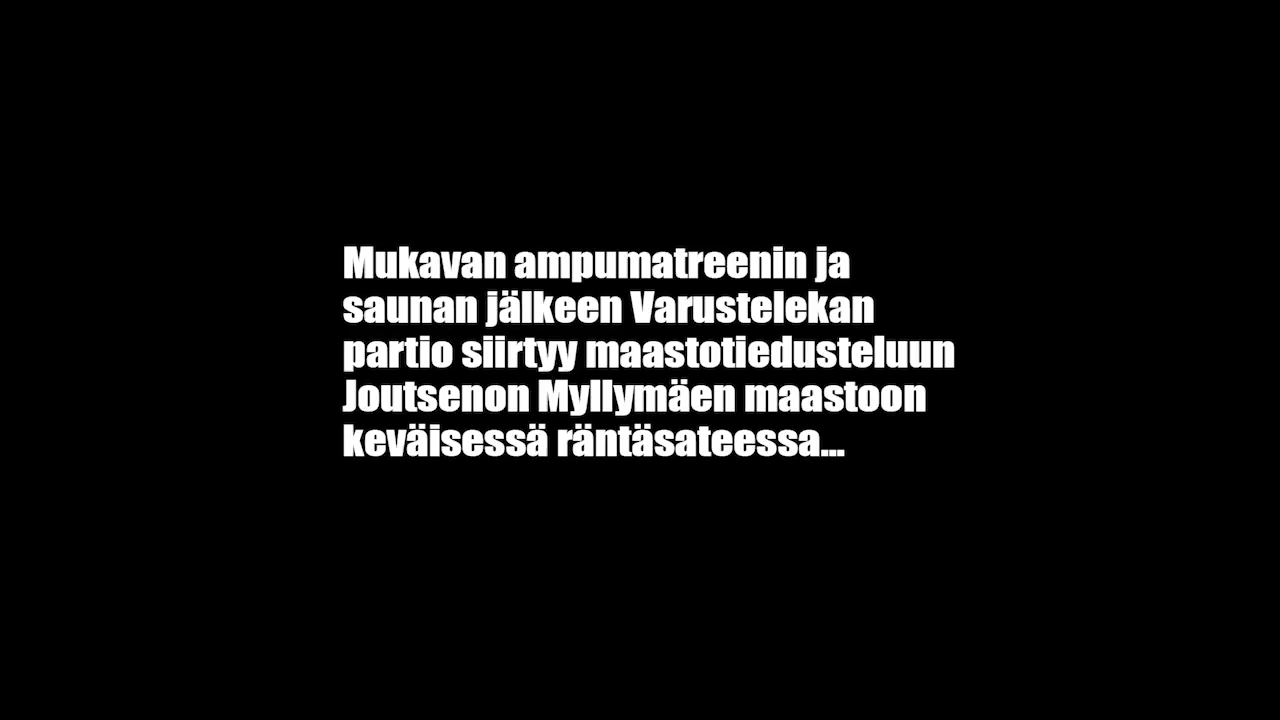 Mukavan ampumatreenin ja
saunan jälkeen Varustelekan
partio siirtyy maastotiedusteluun
Joutsenon Myllymäen maastoon
keväisessä räntäsateessa...